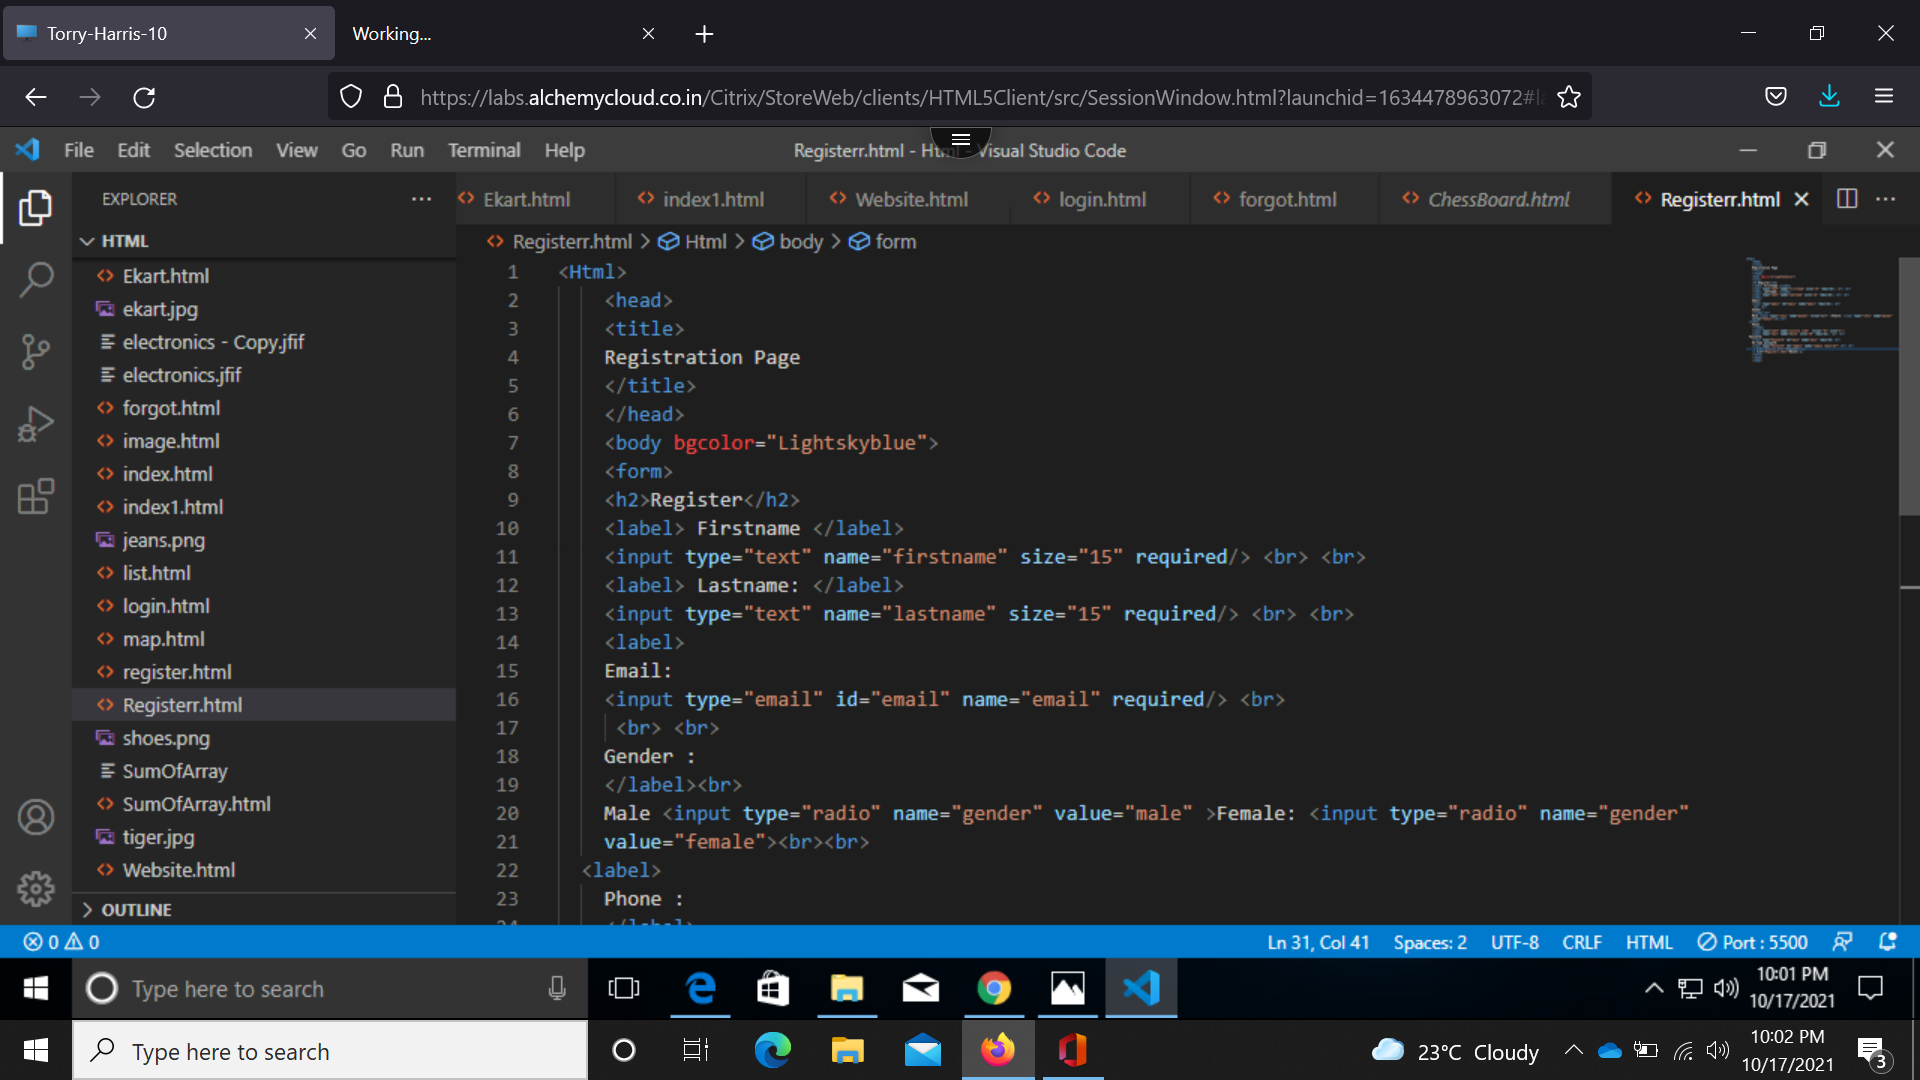 Torry-Harris-10
Working...
https://labs.alchemycloud.co.in/Citrix/StoreWeb/clients/HTML5Client/src/SessionWindow.html?launchid=1634478963072#l
File Edit Selection View Go Run Terminal Help
Registerr.html - Html - Visual Studio Code
EXPLORER
Ekart.html
index1.html
Website.html
login.html
forgot.html
ChessBoard.html
Registerr.html
HTML
Registerr.html > Html > body > form
Ekart.html
ekart.jpg
electronics - Copy.jfif
electronics.jfif
forgot.html
image.html
index.html
index1.html
jeans.png
list.html
login.html
map.html
register.html
Registerr.html
shoes.png
SumOfArray
SumOfArray.html
tiger.jpg
Website.html
OUTLINE
1 <Html>
2 <head>
3 <title>
4 Registration Page
5 </title>
6 </head>
7 <body bgcolor="Lightskyblue">
8 <form>
9 <h2>Register</h2>
10 <label> Firstname </label>
11 <input type="text" name="firstname" size="15" required/> <br> <br>
12 <label> Lastname: </label>
13 <input type="text" name="lastname" size="15" required/> <br> <br>
14 <label>
15 Email:
16 <input type="email" id="email" name="email" required/> <br>
17 <br> <br>
18 Gender :
19 </label><br>
20 Male <input type="radio" name="gender" value="male" >Female: <input type="radio" name="gender"
21 value="female"><br><br>
22 <label>
23 Phone :
24 </label>
0 0
Ln 31, Col 41 Spaces: 2 UTF-8 CRLF HTML Port : 5500
Type here to search
10:01 PM
10/17/2021
Type here to search
23°C Cloudy
10:02 PM
10/17/2021
3